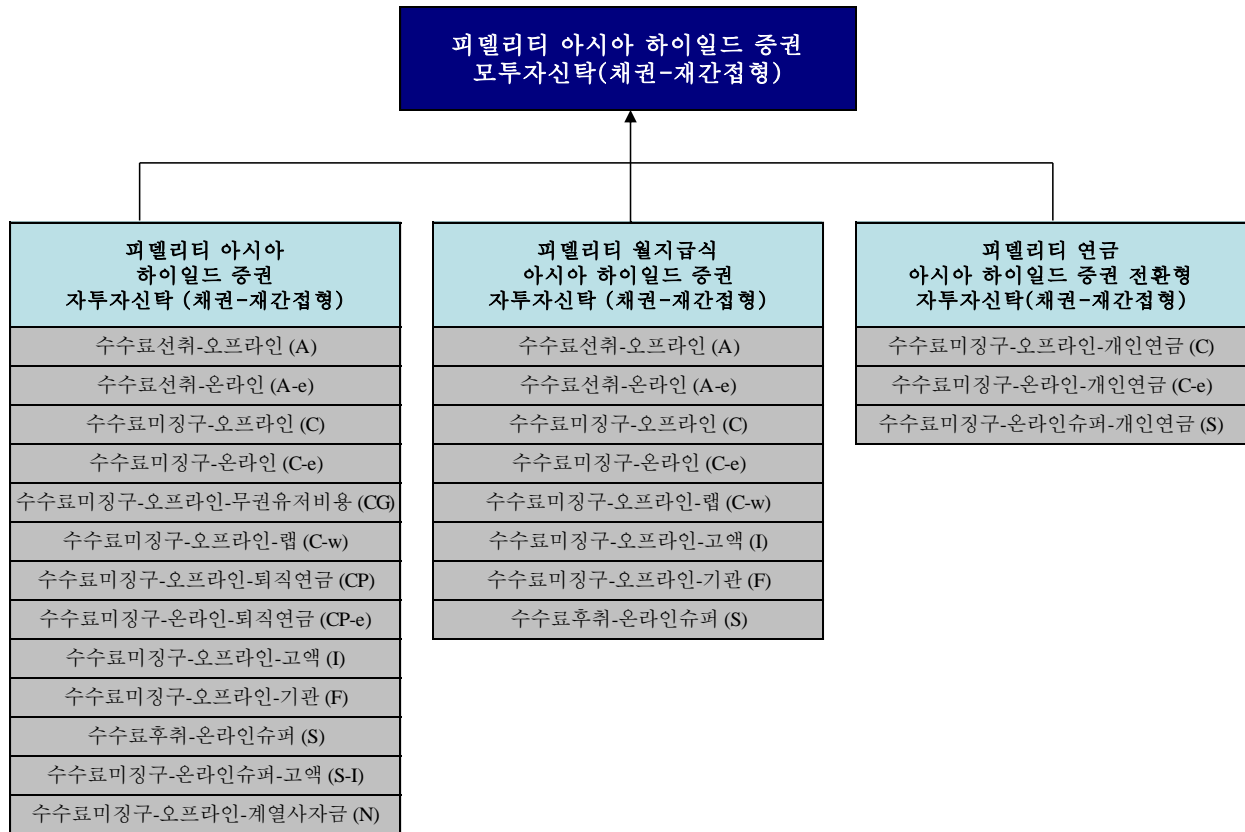 피델리티 아시아 하이일드 증권
모투자신탁(채권-재간접형)
피델리티 아시아
하이일드 증권
자투자신탁 (채권-재간접형)
수수료선취-오프라인 (A)
수수료선취-온라인 (A-e)
수수료미징구-오프라인 (C)
수수료미징구-온라인 (C-e)
수수료미징구-오프라인-무권유저비용 (CG)
수수료미징구-오프라인-랩 (C-w)
수수료미징구-오프라인-퇴직연금 (CP)
수수료미징구-온라인-퇴직연금 (CP-e)
수수료미징구-오프라인-고액 (I)
수수료미징구-오프라인-기관 (F)
수수료후취-온라인슈퍼 (S)
수수료미징구-온라인슈퍼-고액 (S-I)
수수료미징구-오프라인-계열사자금 (N)
피델리티 월지급식
아시아 하이일드 증권
자투자신탁 (채권-재간접형)
수수료선취-오프라인 (A)
수수료선취-온라인 (A-e)
수수료미징구-오프라인 (C)
수수료미징구-온라인 (C-e)
수수료미징구-오프라인-랩 (C-w)
수수료미징구-오프라인-고액 (I)
수수료미징구-오프라인-기관 (F)
수수료후취-온라인슈퍼 (S)
피델리티 연금
아시아 하이일드 증권 전환형
자투자신탁(채권-재간접형)
수수료미징구-오프라인-개인연금 (C)
수수료미징구-온라인-개인연금 (C-e)
수수료미징구-온라인슈퍼-개인연금 (S)